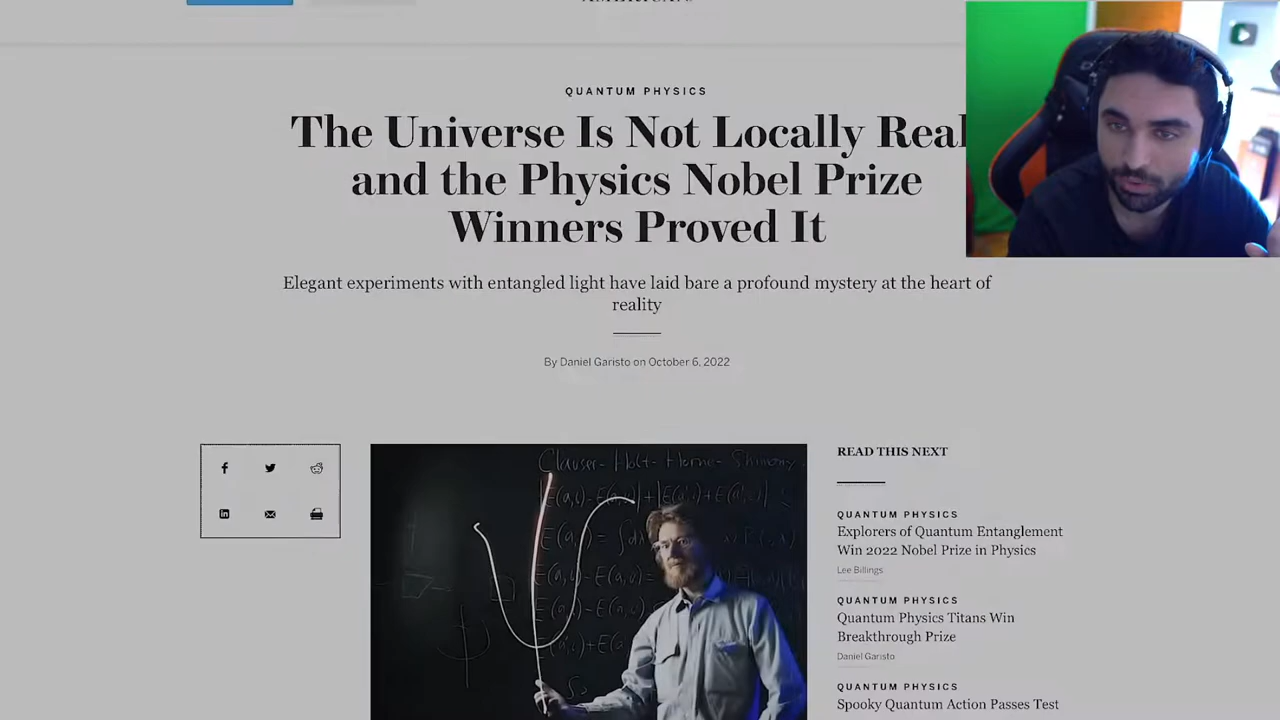 QUANTUM PHYSICS
The Universe Is Not Locally Real
and the Physics Nobel Prize
Winners Proved It
Elegant experiments with entangled light have laid bare a profound mystery at the heart of
reality
By Daniel Garisto on October 6, 2022
Clauser-Holt-Horne-Shimony
READ THIS NEXT
QUANTUM PHYSICS
Explorers of Quantum Entanglement
Win 2022 Nobel Prize in Physics
Lee Billings
QUANTUM PHYSICS
Quantum Physics Titans Win
Breakthrough Prize
Daniel Garisto
QUANTUM PHYSICS
Spooky Quantum Action Passes Test